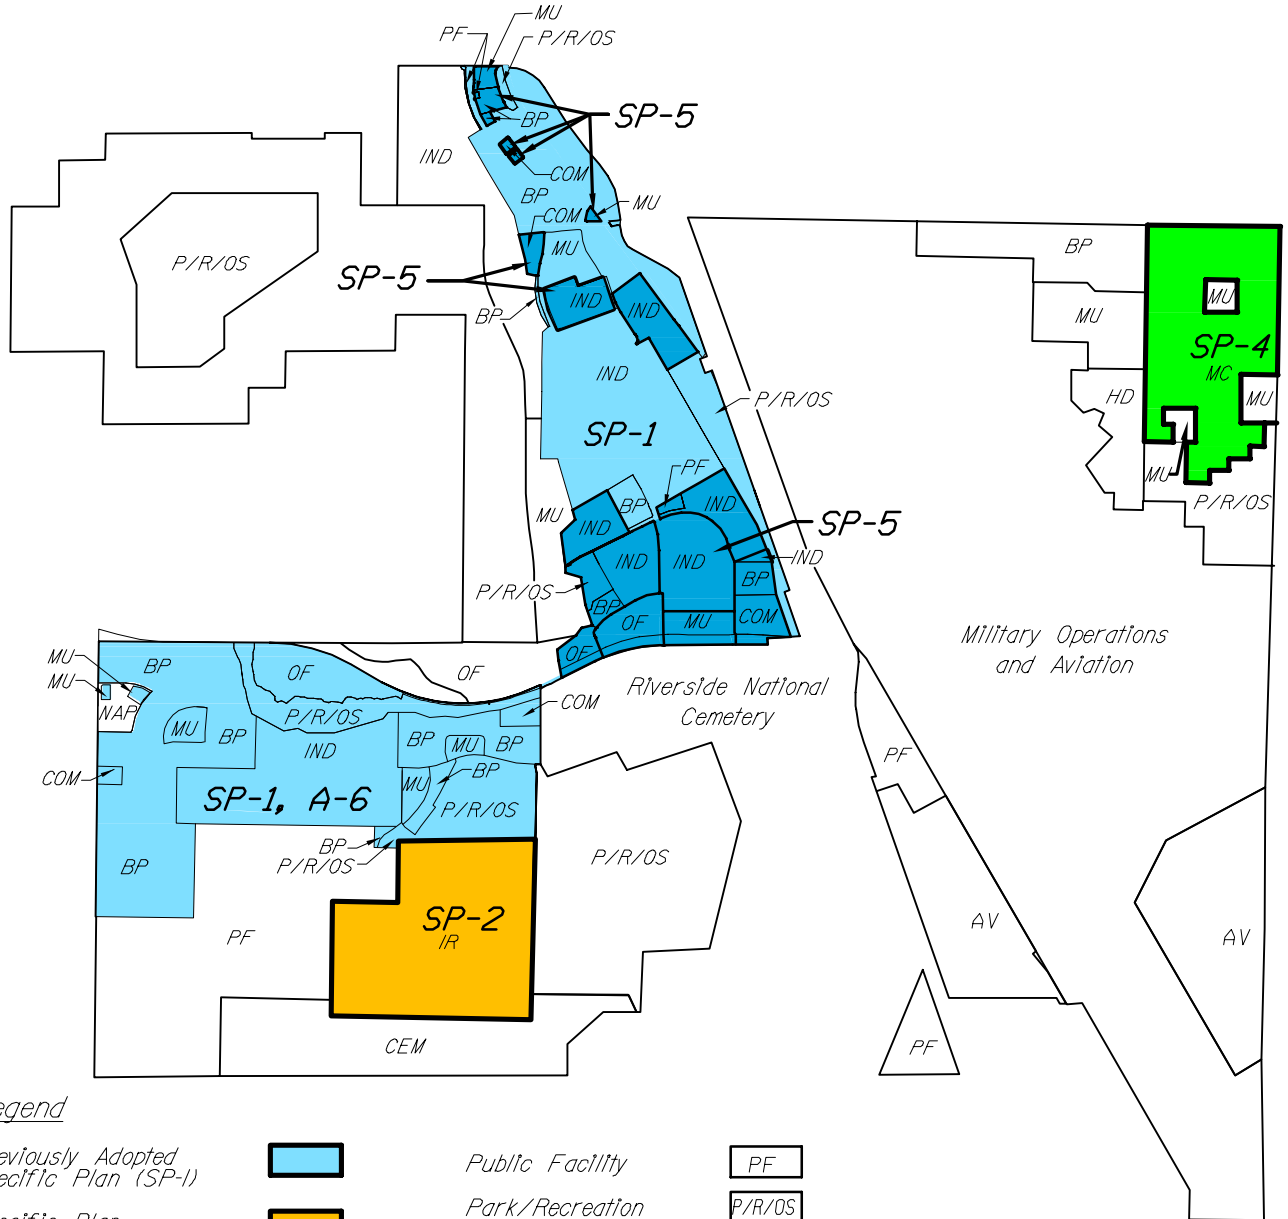 MU
PF
P/R/OS
SP-5
BP
IND
COM
BP
MU
COM
MU
P/R/OS
SP-5
IND
IND
BP
IND
P/R/OS
SP-1
PF
BP
IND
MU
IND
SP-5
IND
IND
IND
P/R/OS
BP
BP
COM
OF
MU
OF
BP
MU
SP-4
MC
MU
MU
HD
MU
P/R/OS
Military Operations
and Aviation
MU
MU
BP
OF
OF
NAP
P/R/OS
Riverside National
Cemetery
COM
MU
BP
IND
BP
MU
BP
COM
MU
BP
SP-1, A-6
P/R/OS
BP
P/R/OS
BP
P/R/OS
PF
SP-2
IR
PF
AV
AV
CEM
PF
egend
eviously Adopted
ecific Plan (SP-1)
Public Facility
PF
Park/Recreation
P/R/OS